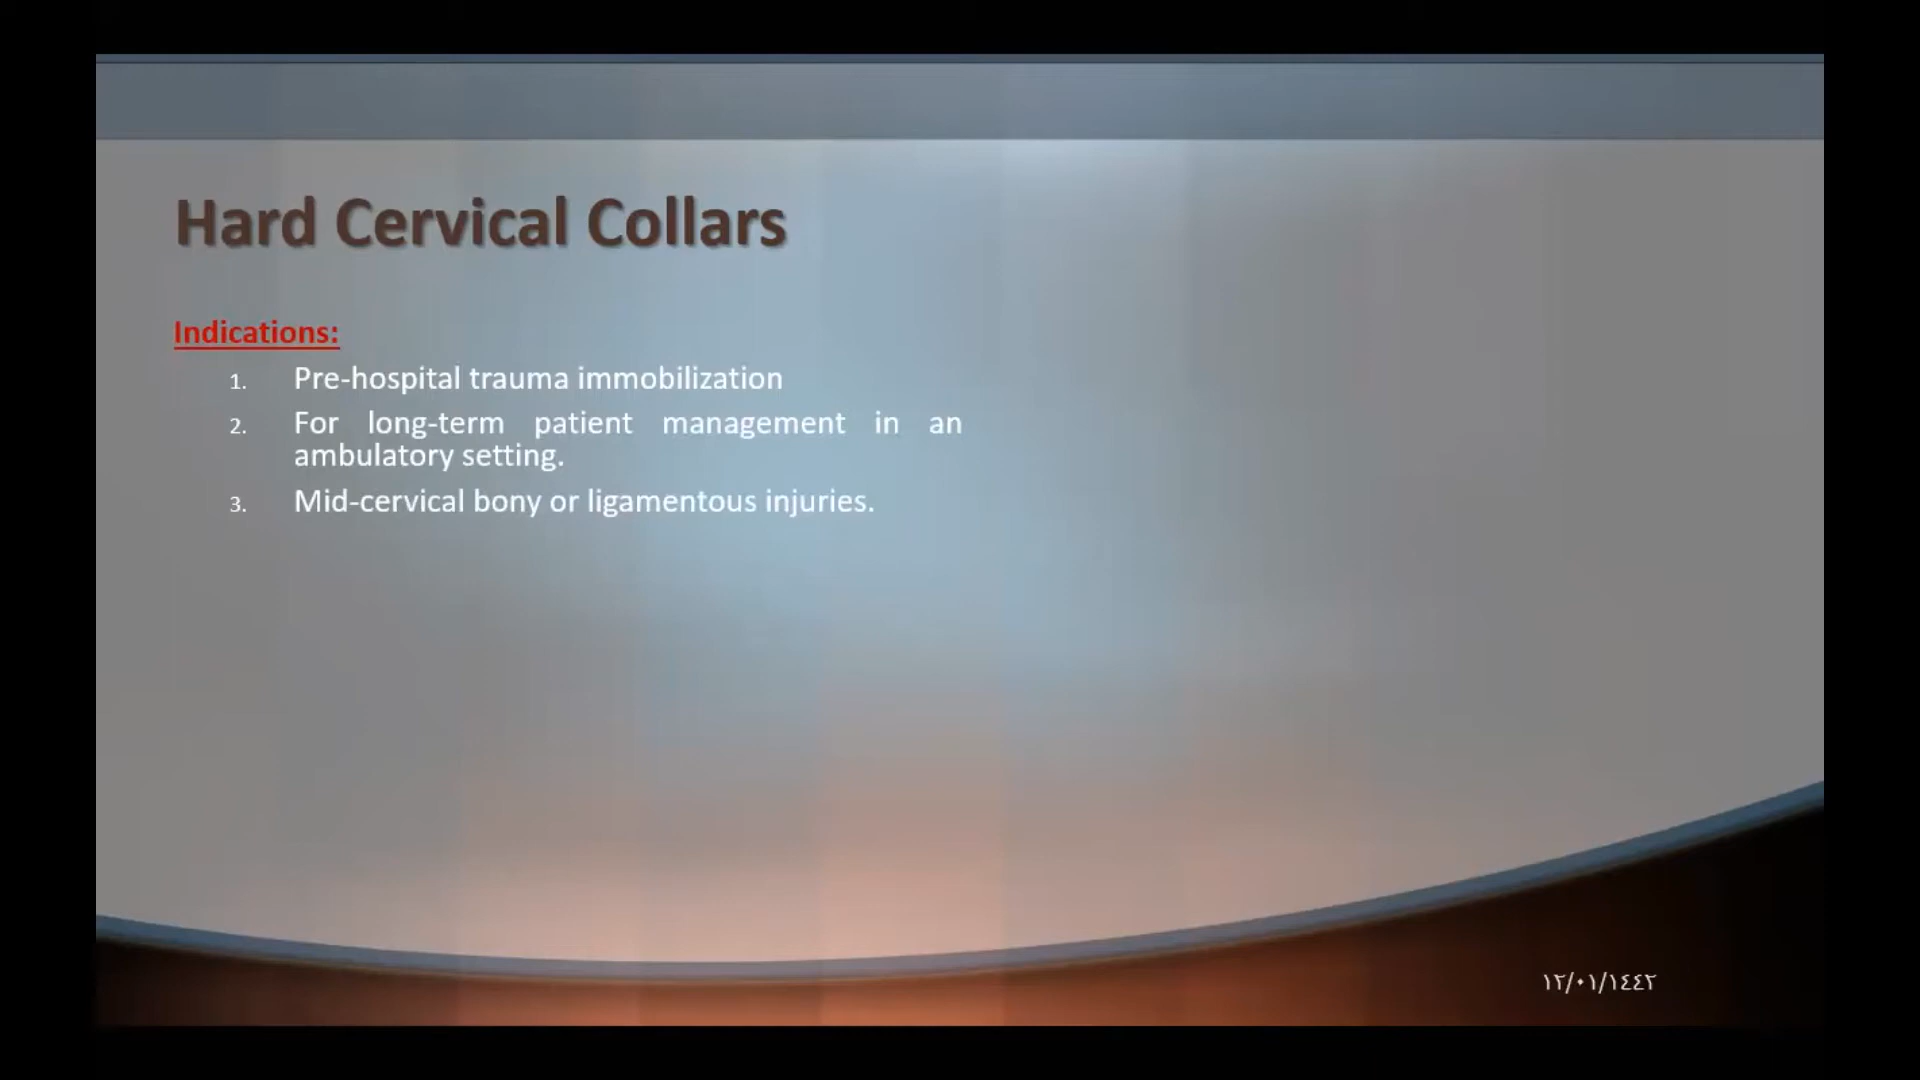 Hard Cervical Collars
Indications:
1. Pre-hospital trauma immobilization
2. For long-term patient management in an
ambulatory setting.
3. Mid-cervical bony or ligamentous injuries.
١٢/٠١/١٤٤٢